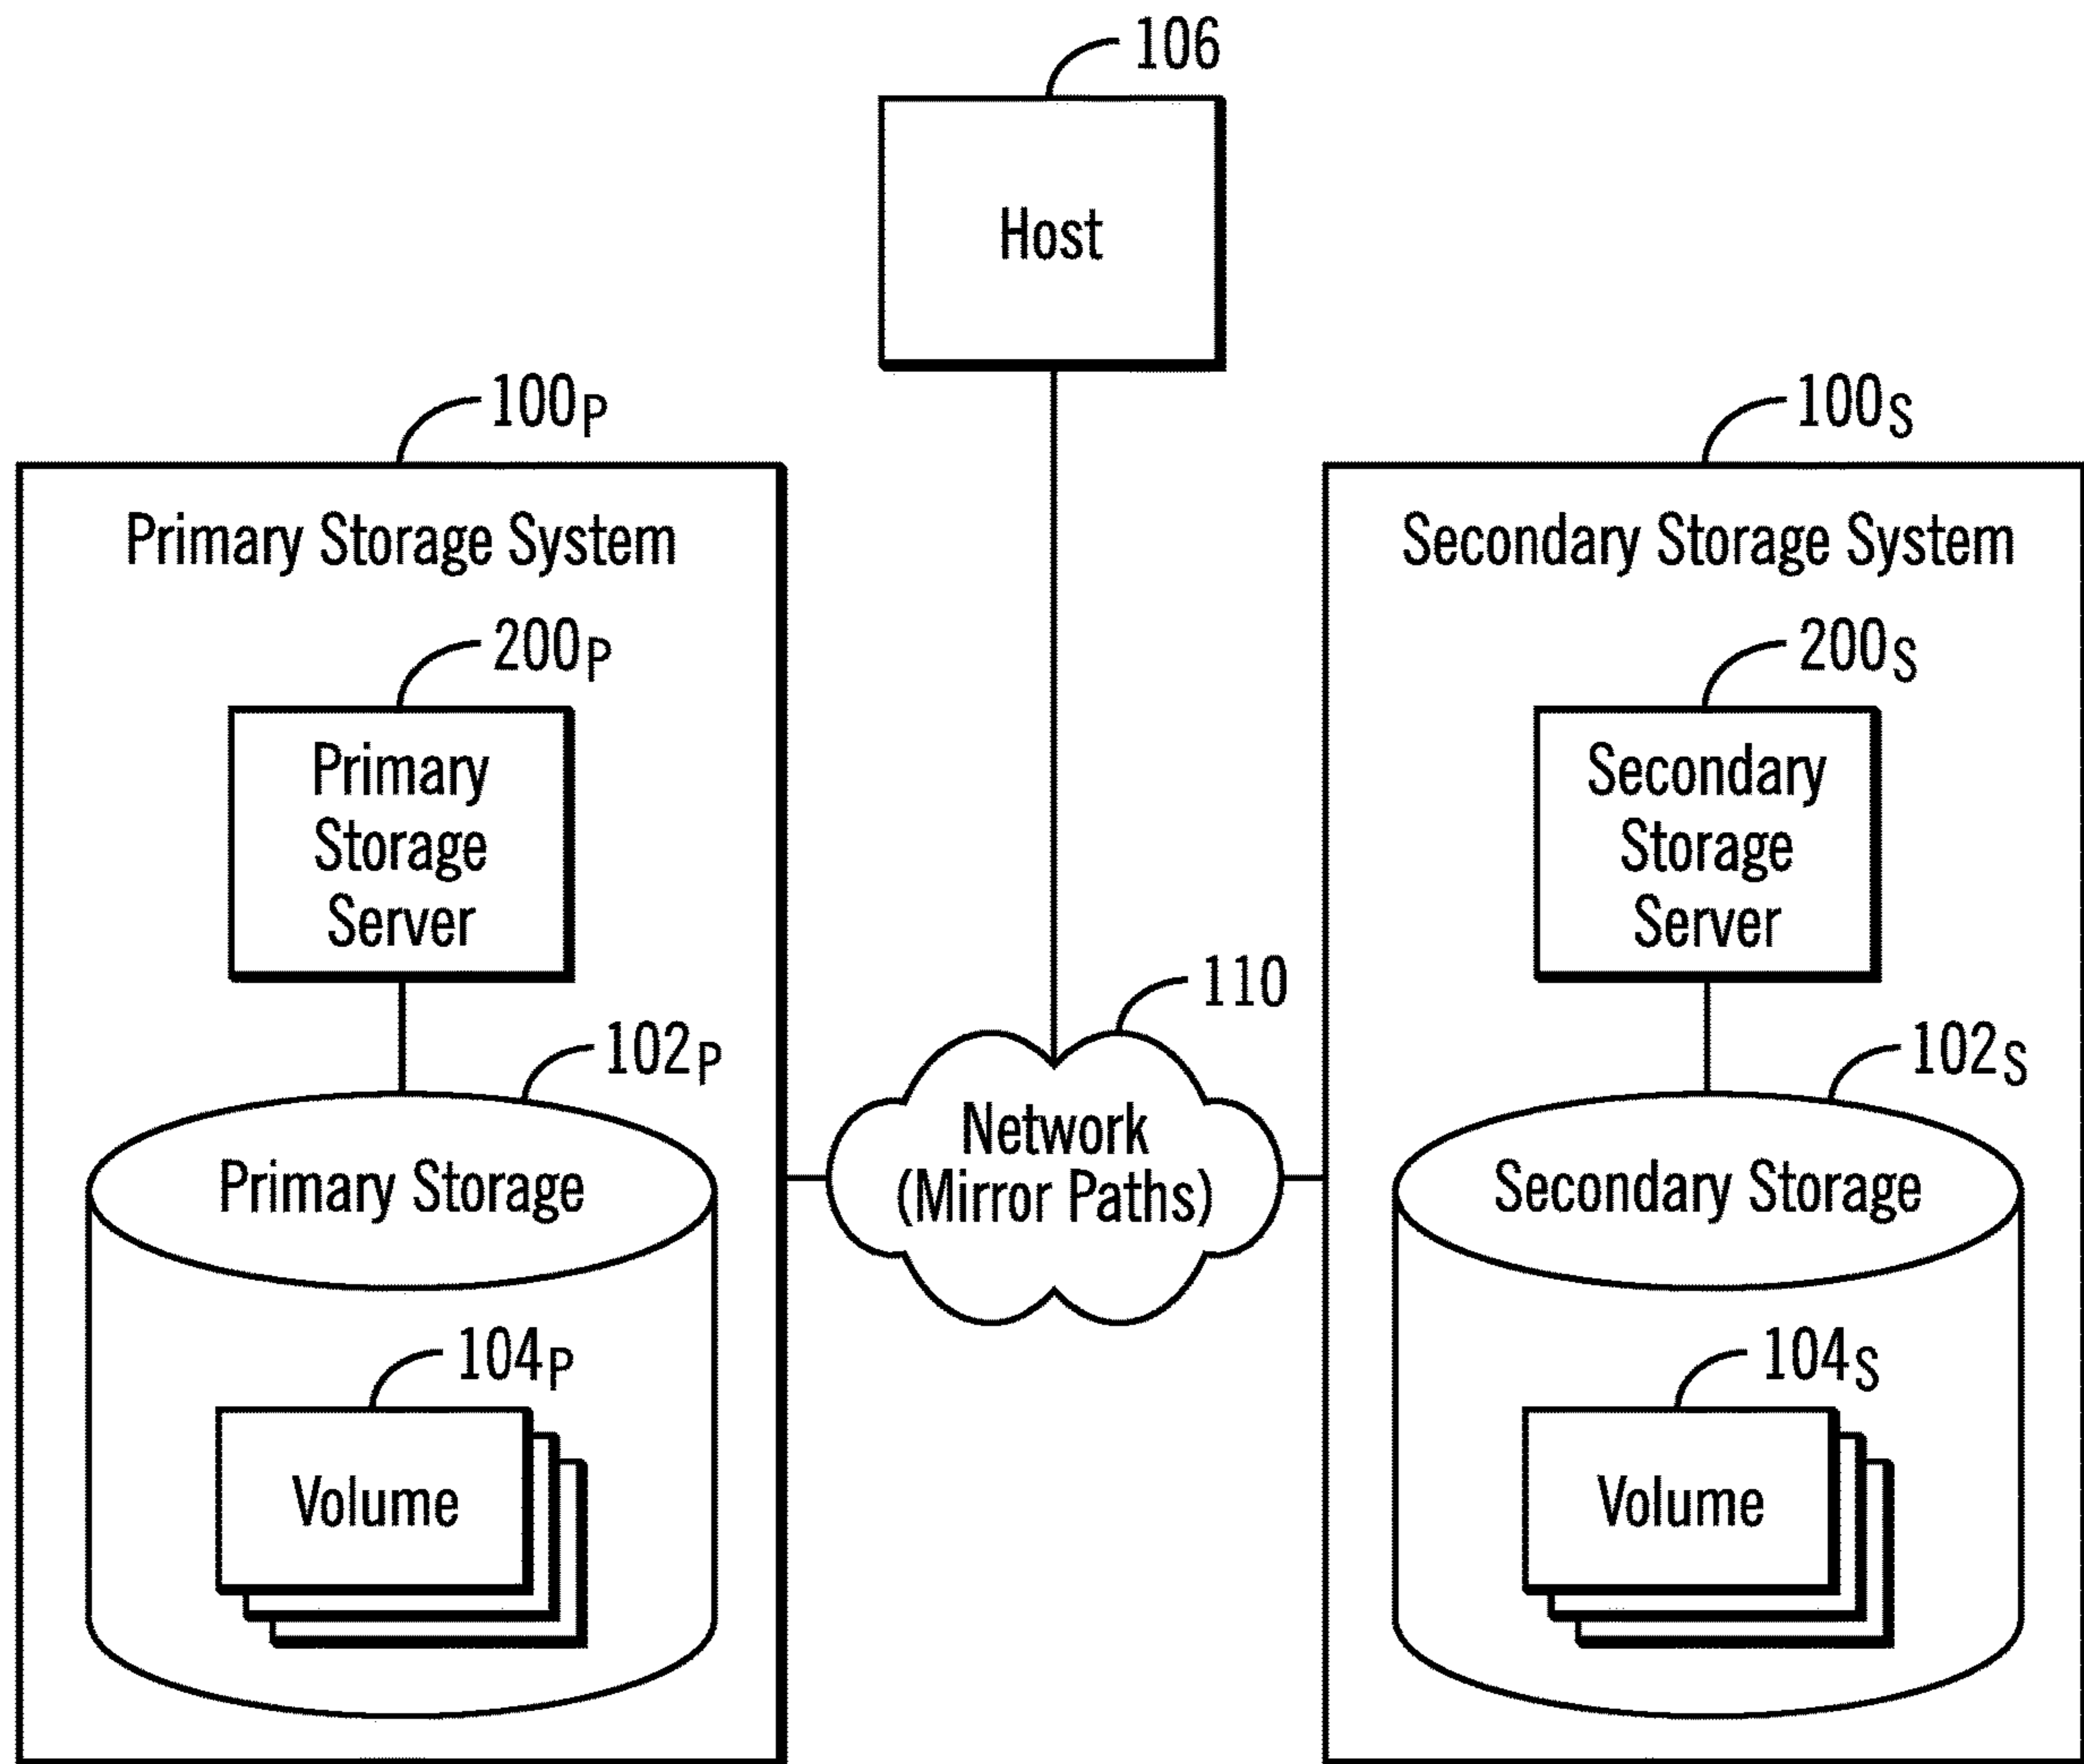 106
Host
100P
100S
Primary Storage System
Secondary Storage System
200P
200S
Primary
Storage
Server
Secondary
Storage
Server
110
102P
102S
Network
(Mirror Paths)
Primary Storage
Secondary Storage
104P
104S
Volume
Volume